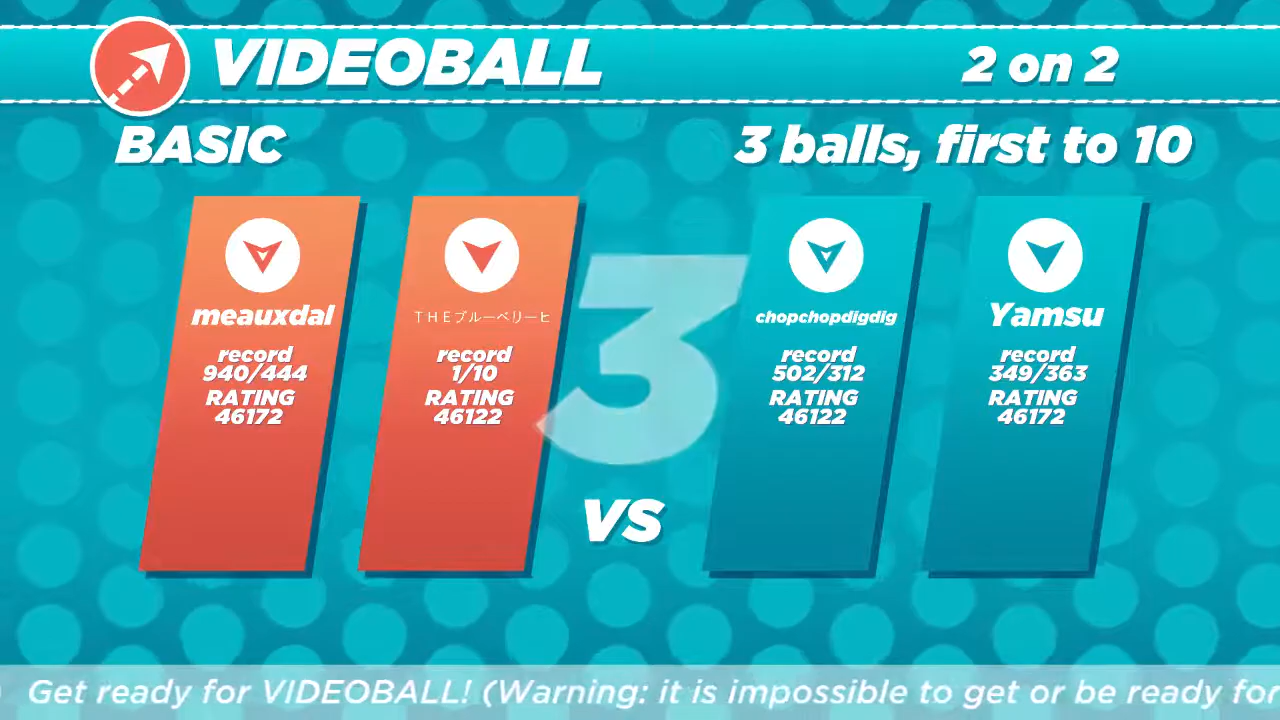 VIDEOBALL
2 on 2
BASIC
3 balls, first to 10
meauxdal
record
940/444
RATING
46172
ＴＨＥブルーベリーヒ
record
1/10
RATING
46122
3
vs
chopchopdigdig
record
502/312
RATING
46122
Yamsu
record
349/363
RATING
46172
Get ready for VIDEOBALL! (Warning: it is impossible to get or be ready for